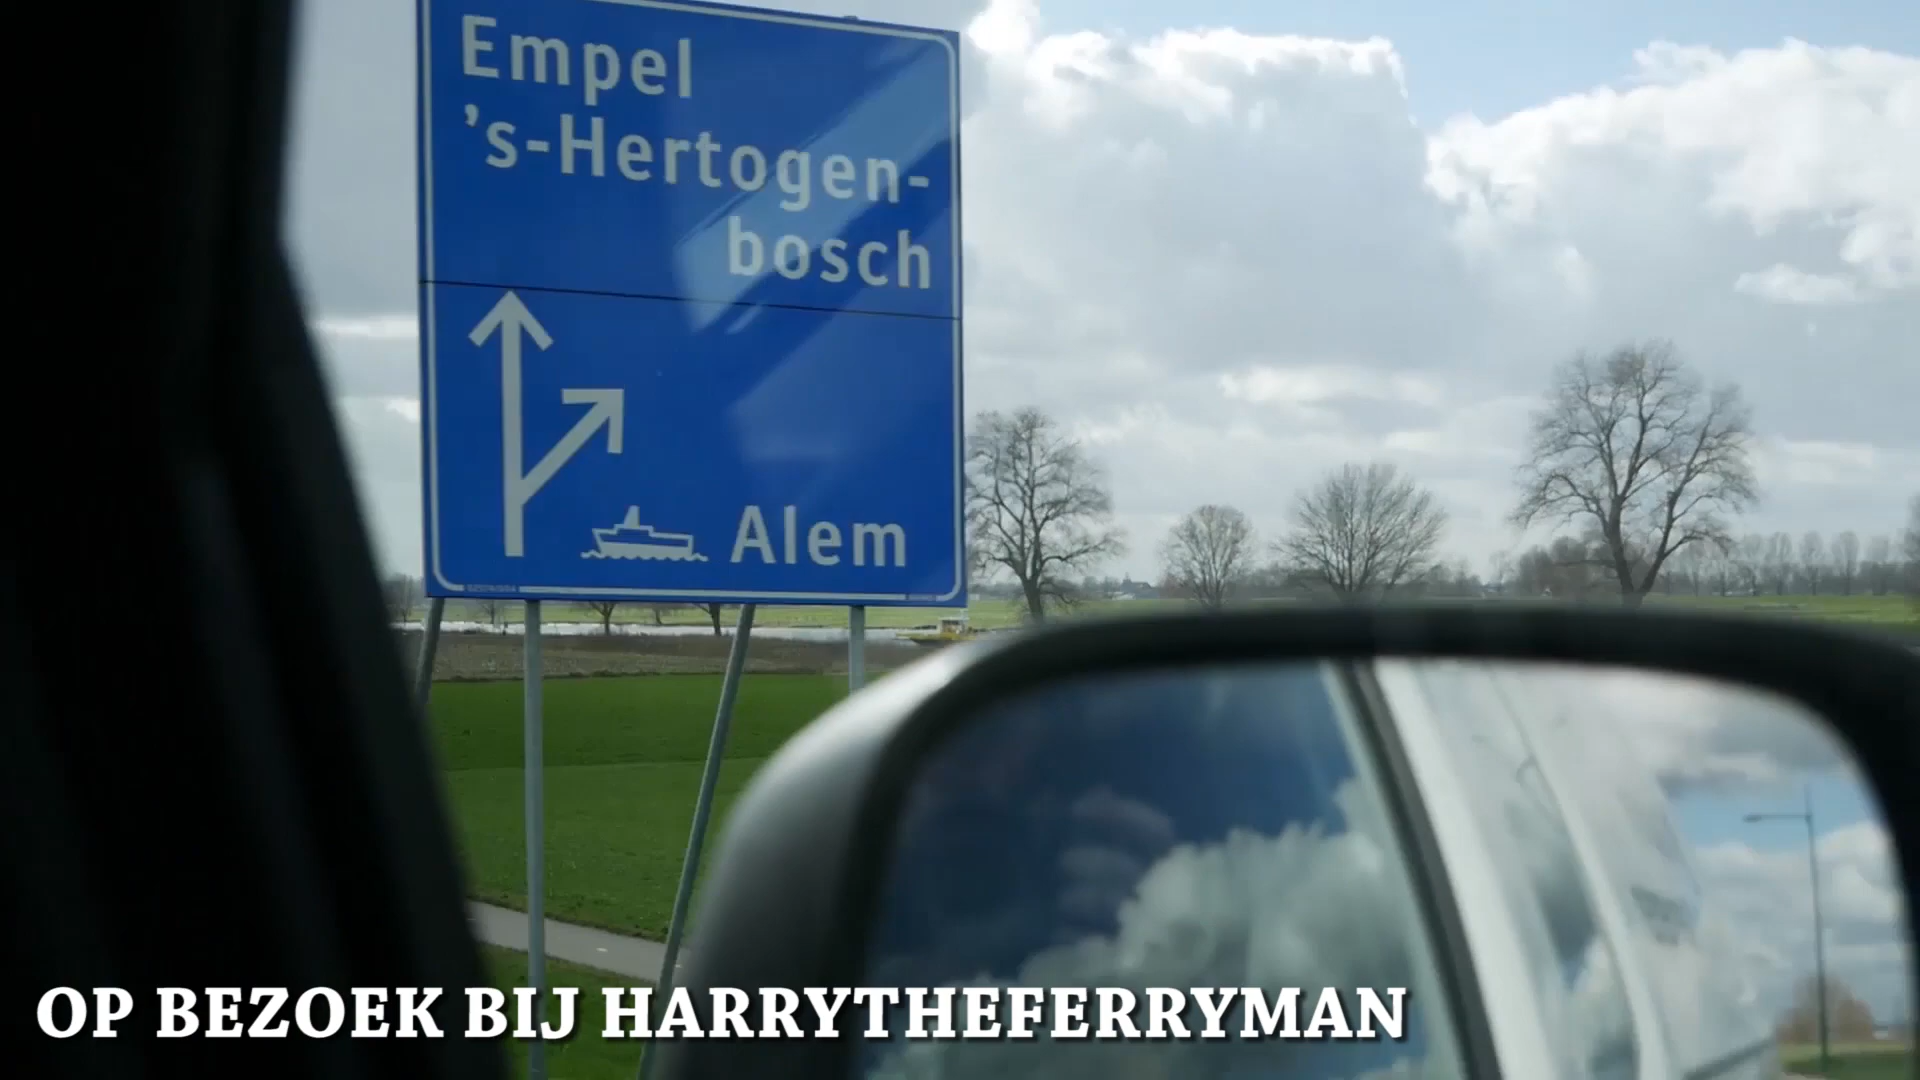 Empel
's-Hertogen-
bosch
Alem
OP BEZOEK BIJ HARRYTHEFERRYMAN